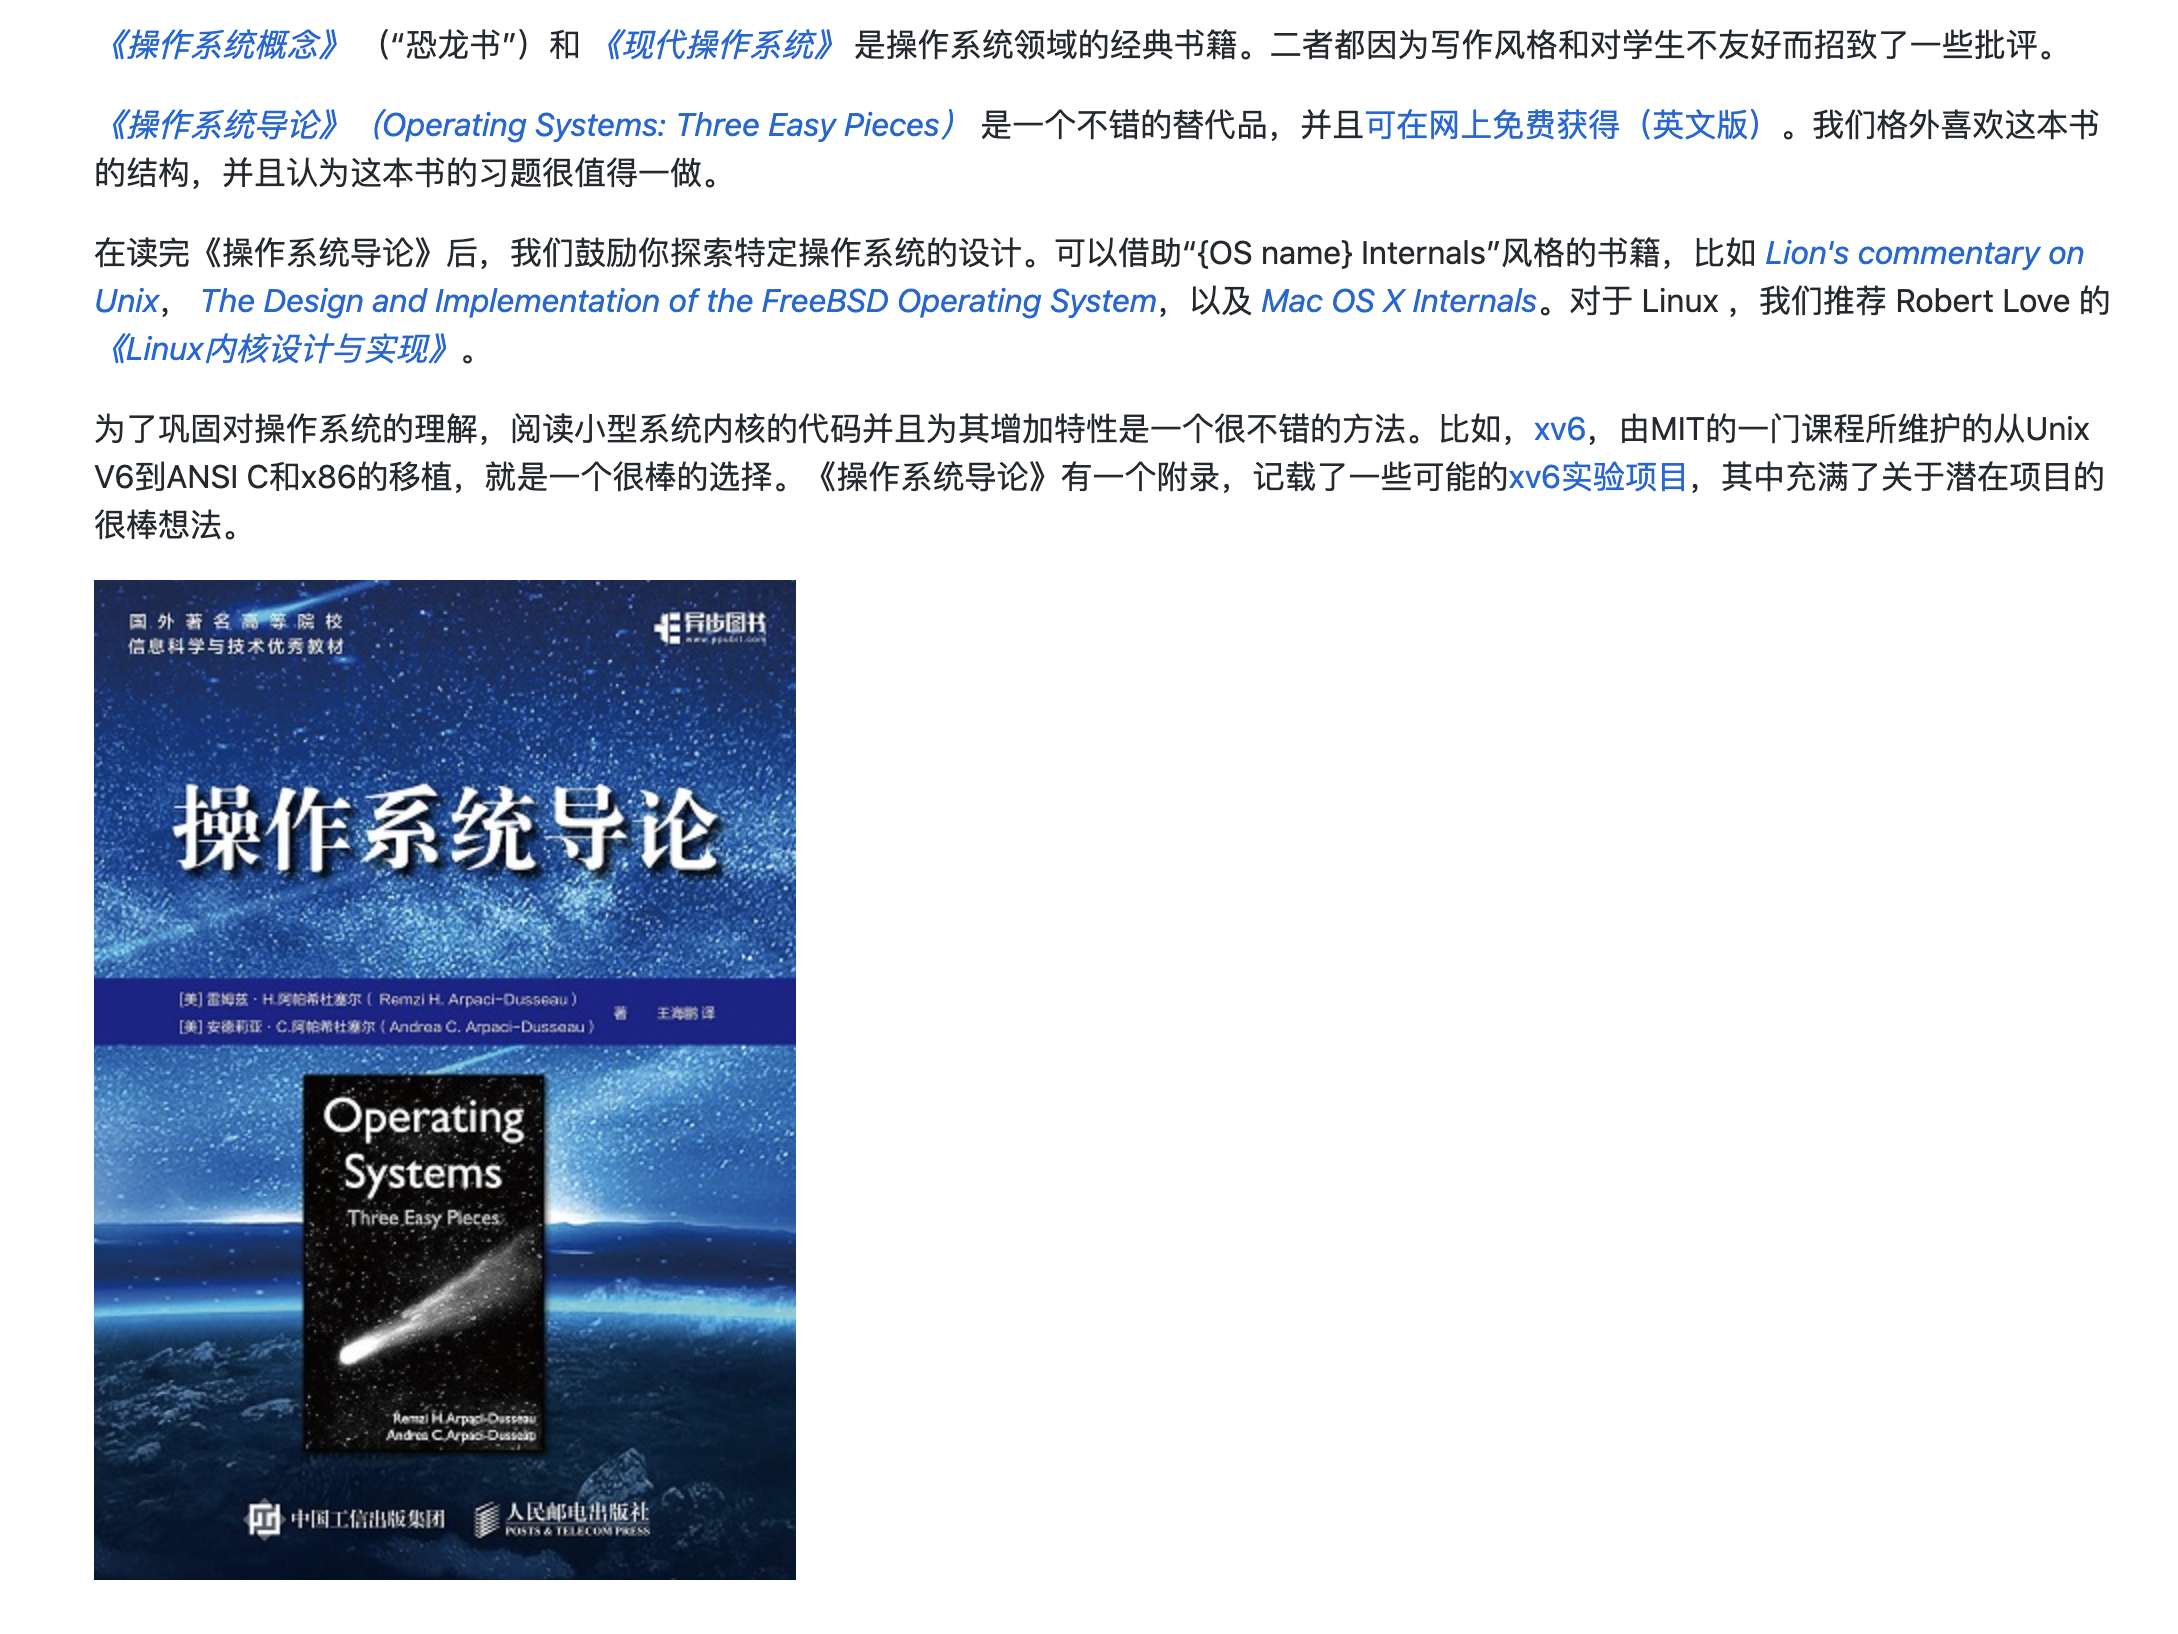 《操作系统概念》（“恐龙书”）和 《现代操作系统》 是操作系统领域的经典书籍。二者都因为写作风格和对学生不友好而招致了一些批评。
《操作系统导论》（Operating Systems: Three Easy Pieces） 是一个不错的替代品，并且可在网上免费获得（英文版）。我们格外喜欢这本书
的结构，并且认为这本书的习题很值得一做。
在读完《操作系统导论》后，我们鼓励你探索特定操作系统的设计。可以借助“{OS name} Internals”风格的书籍，比如 Lion's commentary on
Unix， The Design and Implementation of the FreeBSD Operating System，以及 Mac OS X Internals。对于 Linux ，我们推荐 Robert Love 的
《Linux内核设计与实现》。
为了巩固对操作系统的理解，阅读小型系统内核的代码并且为其增加特性是一个很不错的方法。比如，xv6，由MIT的一门课程所维护的从Unix
V6到ANSI C和x86的移植，就是一个很棒的选择。《操作系统导论》有一个附录，记载了一些可能的xv6实验项目，其中充满了关于潜在项目的
很棒想法。
国外著名高等院校
信息科学与技术优秀教材
异步图书
www.epubit.com
操作系统导论
[美] 雷姆兹·H.阿帕希杜塞尔（Remzi H. Arpaci-Dusseau）
[美] 安德莉亚·C.阿帕希杜塞尔（Andrea C. Arpaci-Dusseau）
著 王海鹏 译
Operating
Systems
Three Easy Pieces
Remzi H.Arpaci-Dusseau
Andrea C.Arpaci-Dusseau
中国工信出版集团
人民邮电出版社
POSTS & TELECOM PRESS